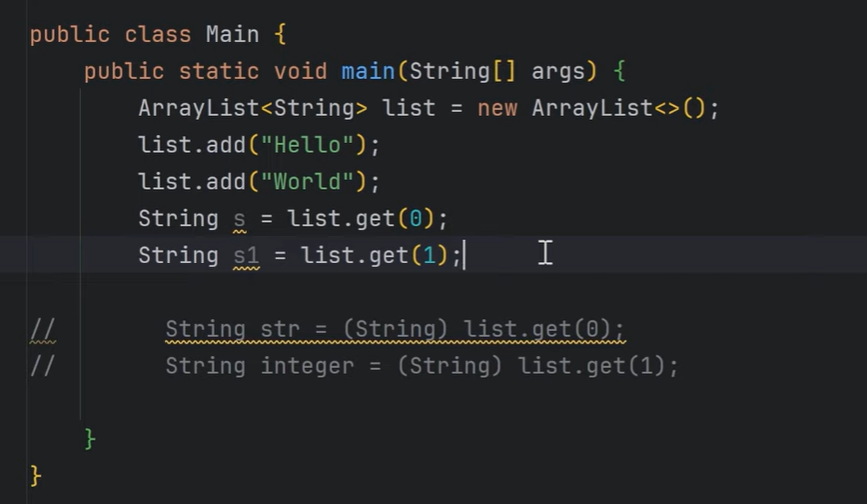 public class Main {
    public static void main(String[] args) {
        ArrayList<String> list = new ArrayList<>();
        list.add("Hello");
        list.add("World");
        String s = list.get(0);
        String s1 = list.get(1);
//        String str = (String) list.get(0);
//        String integer = (String) list.get(1);
    }
}